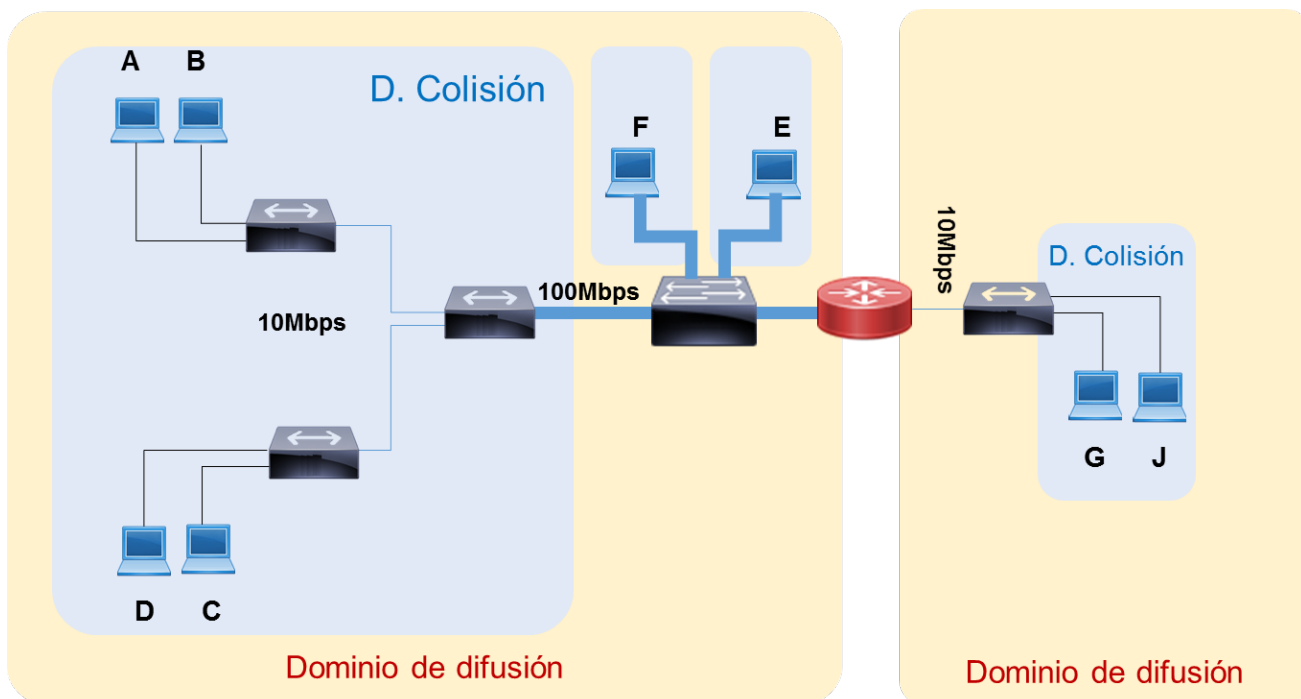 A B
D. Colisión
F
E
10Mbps
100Mbps
10Mbps
D. Colisión
G J
D C
Dominio de difusión
Dominio de difusión